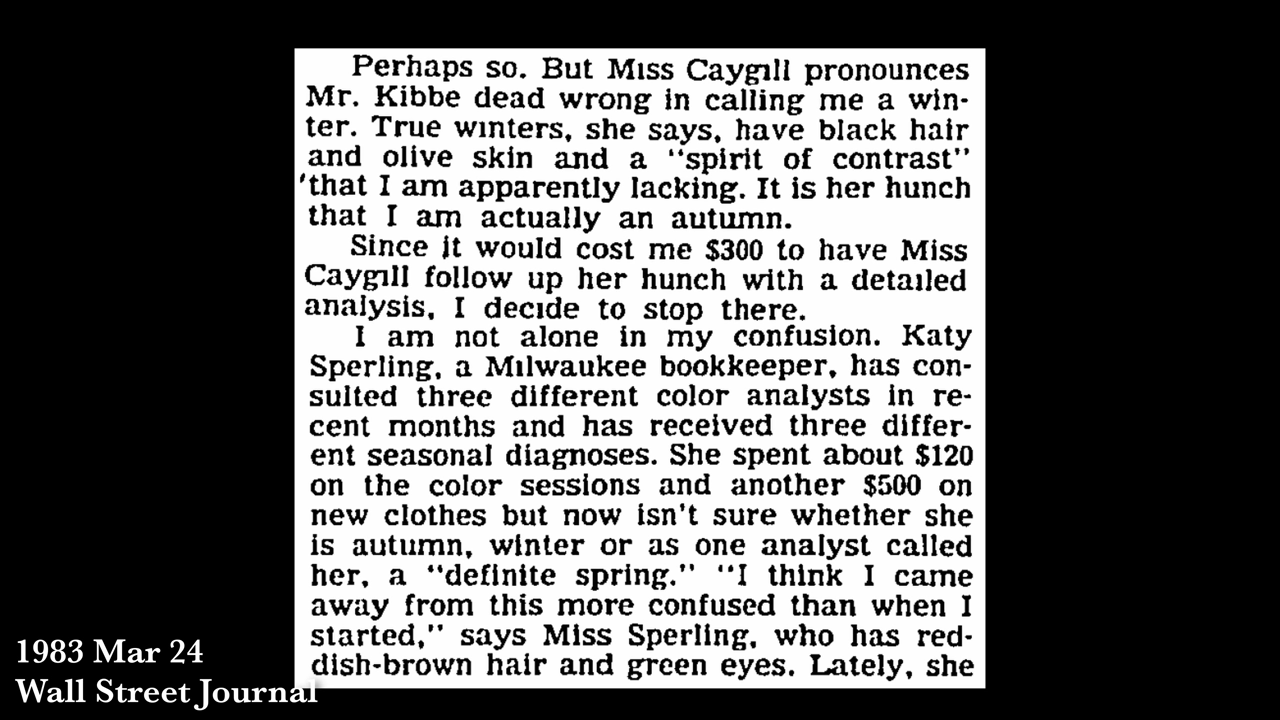 Perhaps so. But Miss Caygill pronounces
Mr. Kibbe dead wrong in calling me a win-
ter. True winters, she says, have black hair
and olive skin and a "spirit of contrast"
'that I am apparently lacking. It is her hunch
that I am actually an autumn.
Since it would cost me $300 to have Miss
Caygill follow up her hunch with a detailed
analysis, I decide to stop there.
I am not alone in my confusion. Katy
Sperling, a Milwaukee bookkeeper, has con-
sulted three different color analysts in re-
cent months and has received three differ-
ent seasonal diagnoses. She spent about $120
on the color sessions and another $500 on
new clothes but now isn't sure whether she
is autumn, winter or as one analyst called
her, a "definite spring." "I think I came
away from this more confused than when I
started," says Miss Sperling, who has red-
dish-brown hair and green eyes. Lately, she
1983 Mar 24
Wall Street Journal